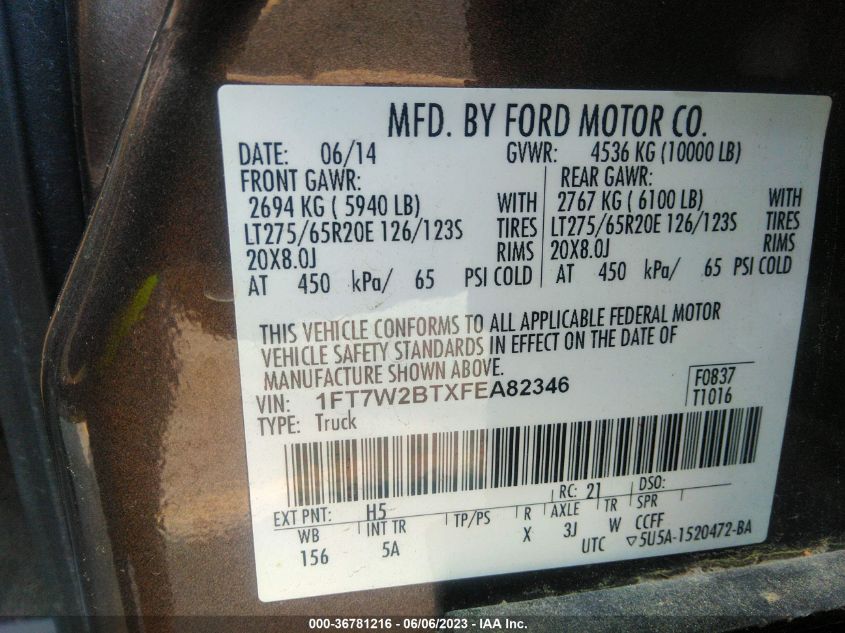 MFD. BY FORD MOTOR CO.
DATE: 06/14 GVWR: 4536 KG (10000 LB)
FRONT GAWR: REAR GAWR:
2694 KG ( 5940 LB) WITH 2767 KG ( 6100 LB) WITH
LT275/65R20E 126/123S TIRES LT275/65R20E 126/123S TIRES
20X8.0J RIMS 20X8.0J RIMS
AT 450 kPa/ 65 PSI COLD AT 450 kPa/ 65 PSI COLD
THIS VEHICLE CONFORMS TO ALL APPLICABLE FEDERAL MOTOR
VEHICLE SAFETY STANDARDS IN EFFECT ON THE DATE OF
MANUFACTURE SHOWN ABOVE.
VIN: 1FT7W2BTXFEA82346 F0837
TYPE: Truck T1016
EXT PNT: H5 RC: 21 DSO:
WB INT TR TP/PS R AXLE TR SPR
156 5A X 3J W CCFF
UTC ▽5U5A-1520472-BA
000-36781216 - 06/06/2023 - IAA Inc.